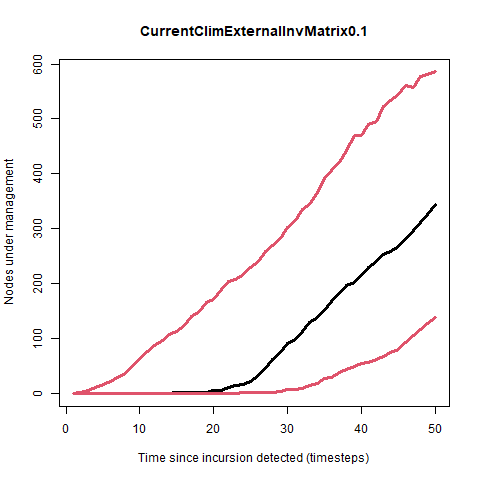 CurrentClimExternalInvMatrix0.1
Nodes under management
600
500
400
300
200
100
0
0 10 20 30 40 50
Time since incursion detected (timesteps)